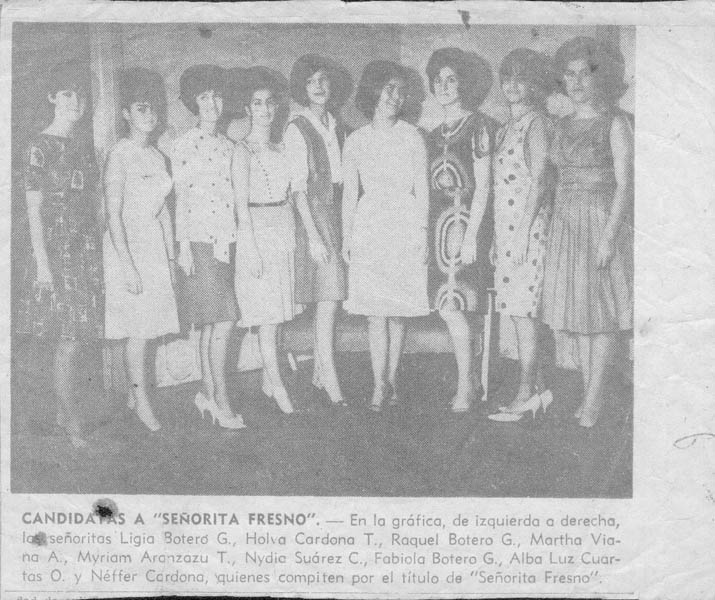 CANDIDATAS A "SEÑORITA FRESNO". — En la gráfica, de izquierda a derecha,
las señoritas Ligia Botero G., Holva Cardona T., Raquel Botero G., Martha Via-
na A., Myriam Aranzazu T., Nydia Suárez C., Fabiola Botero G., Alba Luz Cuar-
tas O. y Néffer Cardona, quienes compiten por el título de "Señorita Fresno".